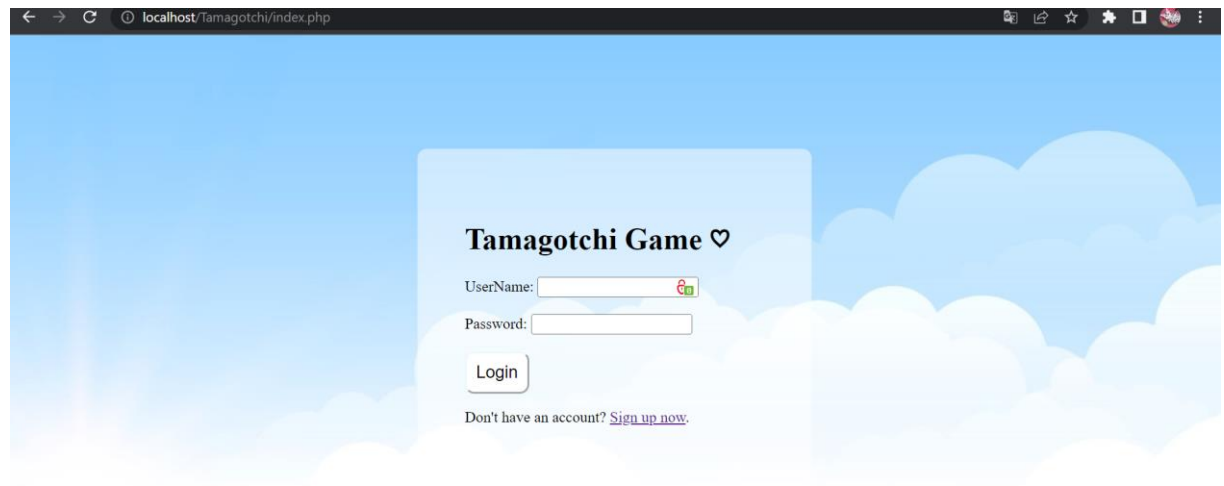 localhost/Tamagotchi/index.php
Tamagotchi Game ♡
UserName:
Password:
Login
Don't have an account? Sign up now.